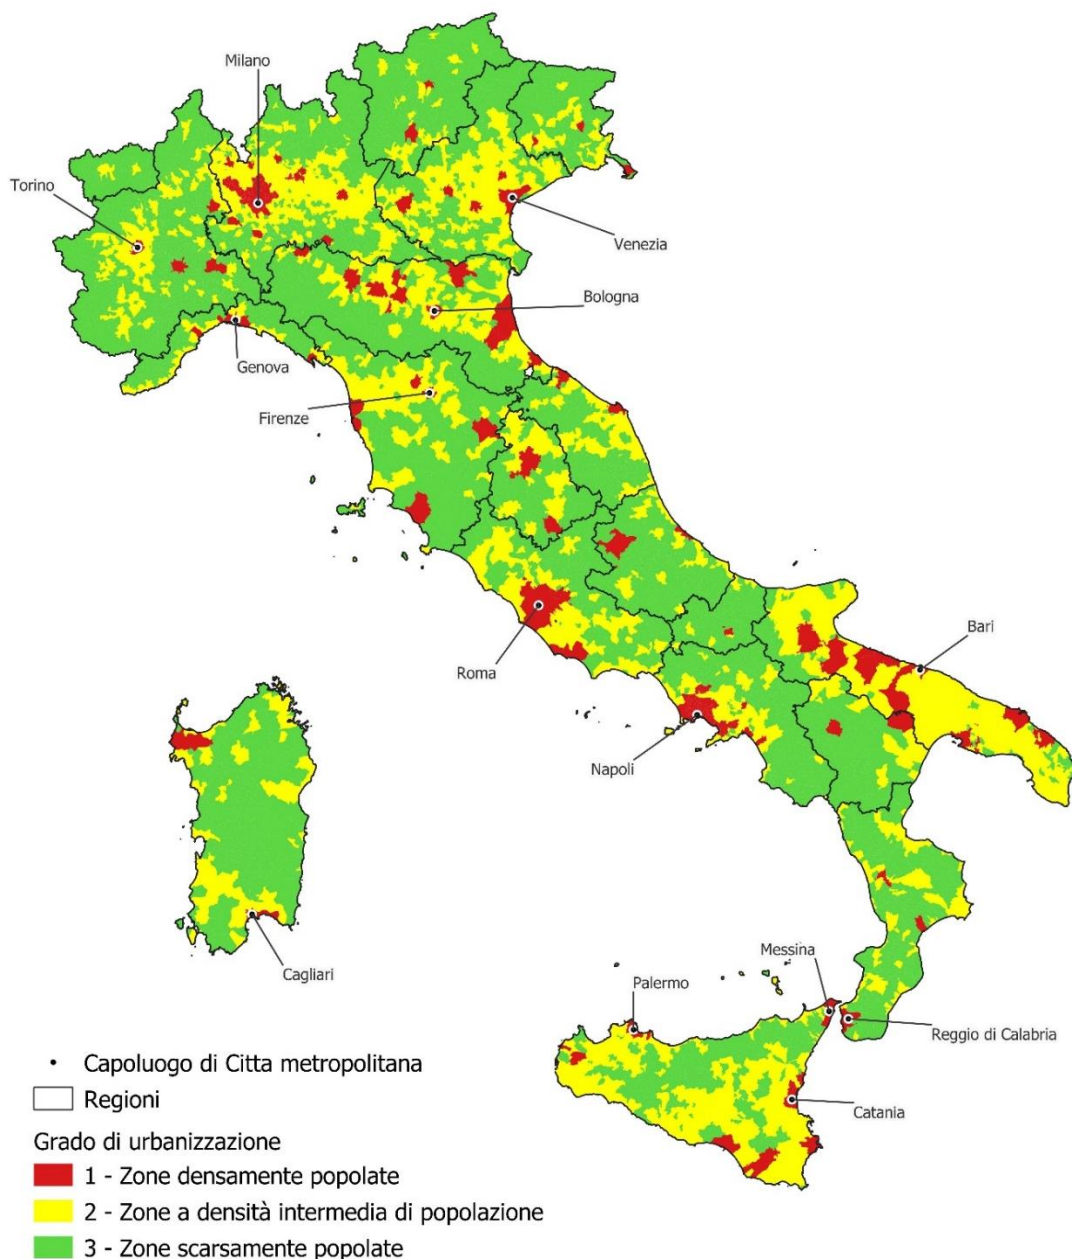 Milano
Torino
Venezia
Bologna
Genova
Firenze
Bari
Roma
Napoli
Cagliari
Messina
Palermo
Reggio di Calabria
Catania
Capoluogo di Citta metropolitana
Regioni
Grado di urbanizzazione
1 - Zone densamente popolate
2 - Zone a densità intermedia di popolazione
3 - Zone scarsamente popolate